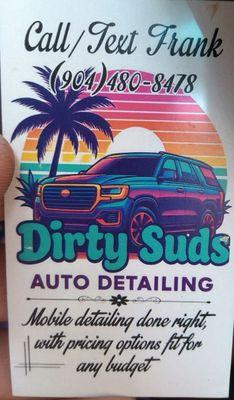 Call/Text Frank
(904)480-8478
Dirty Suds
AUTO DETAILING
Mobile detailing done right,
with pricing options fit for
any budget